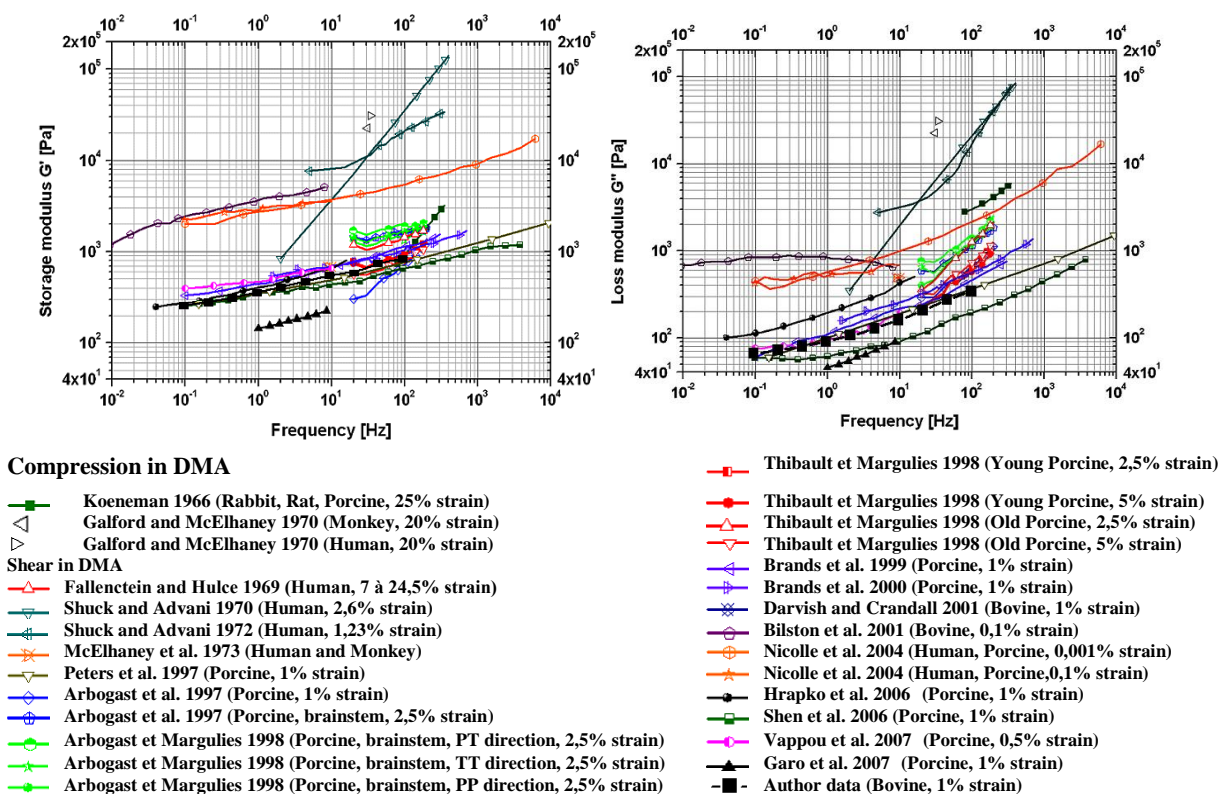 10⁻² 10⁻¹ 10⁰ 10¹ 10² 10³ 10⁴
2x10⁵ 2x10⁵
10⁵ 10⁵
10⁴ 10⁴
10³ 10³
10² 10²
4x10¹ 4x10¹
10⁻² 10⁻¹ 10⁰ 10¹ 10² 10³ 10⁴
Storage modulus G' [Pa]
Frequency [Hz]
10⁻² 10⁻¹ 10⁰ 10¹ 10² 10³ 10⁴
2x10⁵ 2x10⁵
10⁵ 10⁵
10⁴ 10⁴
10³ 10³
10² 10²
4x10¹ 4x10¹
10⁻² 10⁻¹ 10⁰ 10¹ 10² 10³ 10⁴
Loss modulus G'' [Pa]
Frequency [Hz]
Compression in DMA
Koeneman 1966 (Rabbit, Rat, Porcine, 25% strain)
Galford and McElhaney 1970 (Monkey, 20% strain)
Galford and McElhaney 1970 (Human, 20% strain)
Shear in DMA
Fallenstein and Hulce 1969 (Human, 7 à 24,5% strain)
Shuck and Advani 1970 (Human, 2,6% strain)
Shuck and Advani 1972 (Human, 1,23% strain)
McElhaney et al. 1973 (Human and Monkey)
Peters et al. 1997 (Porcine, 1% strain)
Arbogast et al. 1997 (Porcine, 1% strain)
Arbogast et al. 1997 (Porcine, brainstem, 2,5% strain)
Arbogast et Margulies 1998 (Porcine, brainstem, PT direction, 2,5% strain)
Arbogast et Margulies 1998 (Porcine, brainstem, TT direction, 2,5% strain)
Arbogast et Margulies 1998 (Porcine, brainstem, PP direction, 2,5% strain)
Thibault et Margulies 1998 (Young Porcine, 2,5% strain)
Thibault et Margulies 1998 (Young Porcine, 5% strain)
Thibault et Margulies 1998 (Old Porcine, 2,5% strain)
Thibault et Margulies 1998 (Old Porcine, 5% strain)
Brands et al. 1999 (Porcine, 1% strain)
Brands et al. 2000 (Porcine, 1% strain)
Darvish and Crandall 2001 (Bovine, 1% strain)
Bilston et al. 2001 (Bovine, 0,1% strain)
Nicolle et al. 2004 (Human, Porcine, 0,001% strain)
Nicolle et al. 2004 (Human, Porcine,0,1% strain)
Hrapko et al. 2006 (Porcine, 1% strain)
Shen et al. 2006 (Porcine, 1% strain)
Vappou et al. 2007 (Porcine, 0,5% strain)
Garo et al. 2007 (Porcine, 1% strain)
Author data (Bovine, 1% strain)